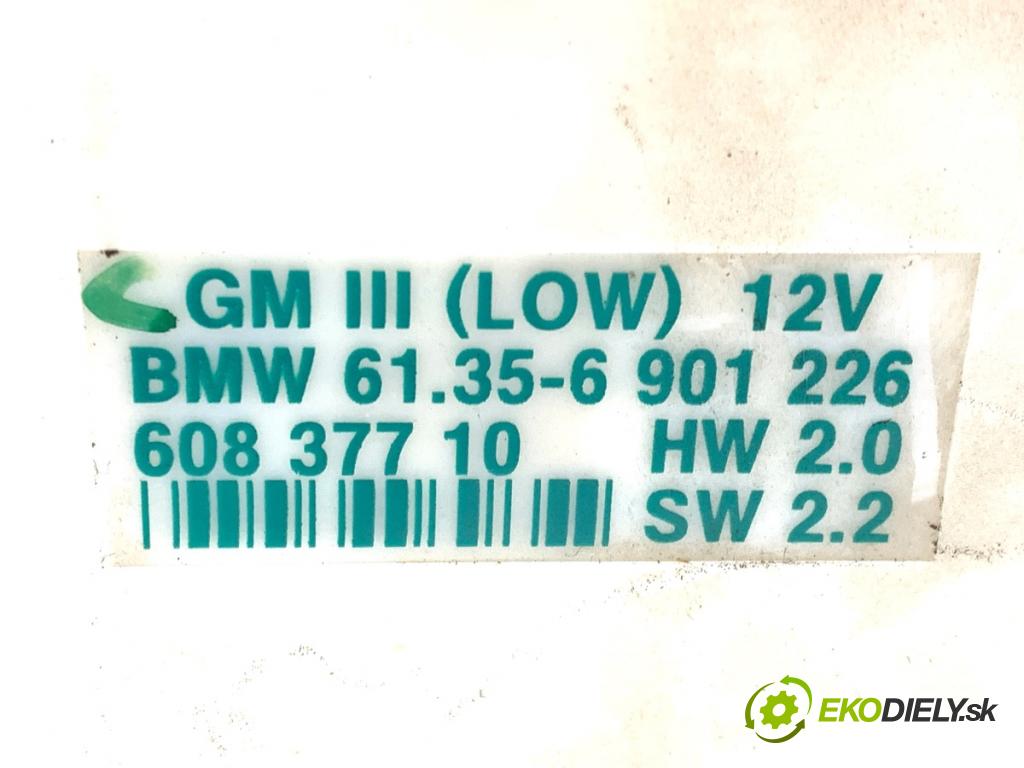 GM III (LOW) 12V
BMW 61.35-6 901 226
608 377 10 HW 2.0
SW 2.2
EKODIELY.sk